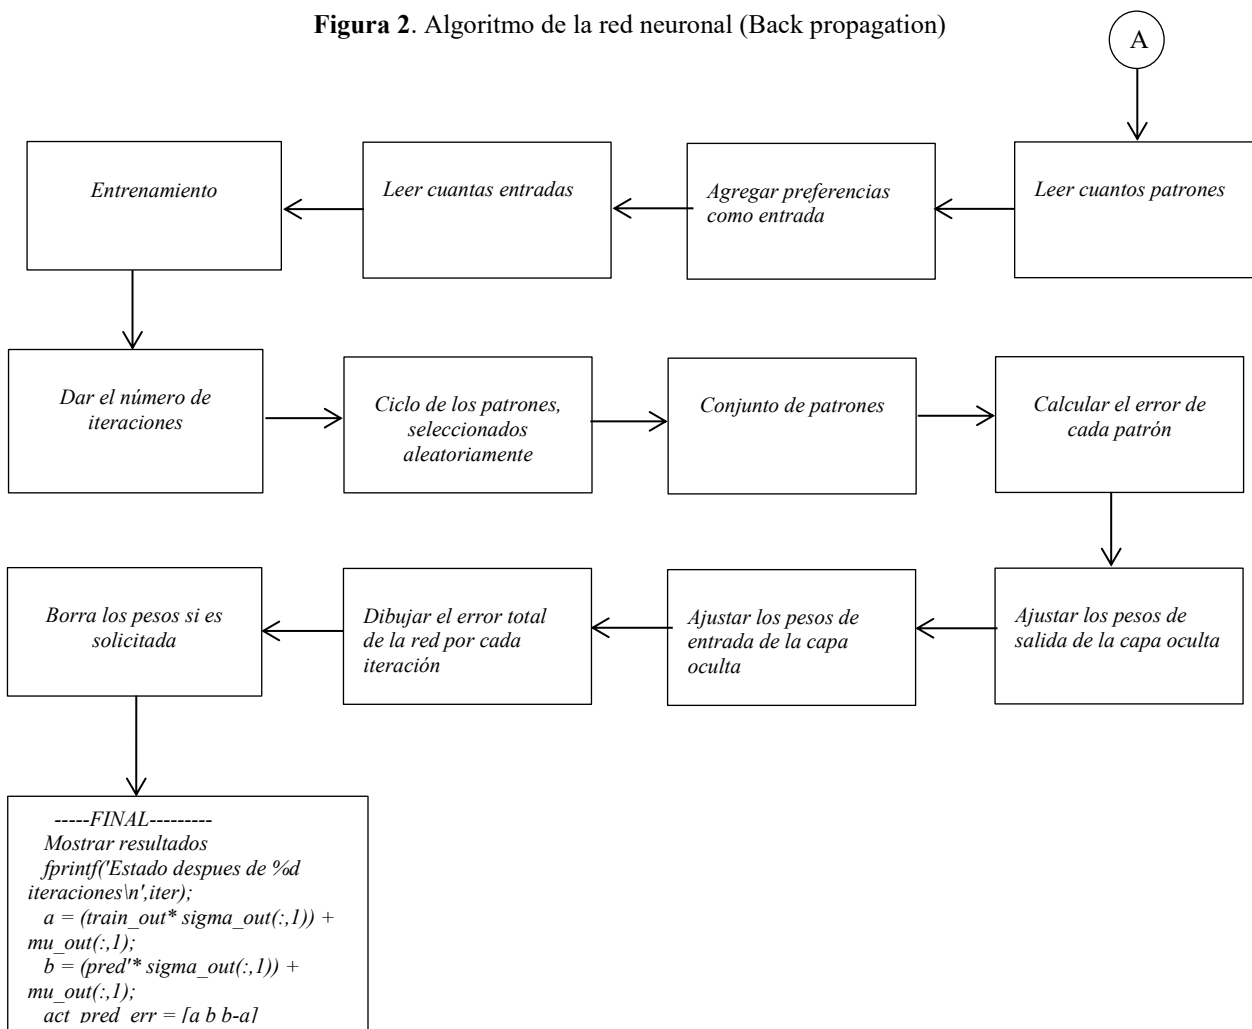 Figura 2. Algoritmo de la red neuronal (Back propagation)
A
Leer cuantos patrones
Agregar preferencias
como entrada
Leer cuantas entradas
Entrenamiento
Dar el número de
iteraciones
Ciclo de los patrones,
seleccionados
aleatoriamente
Conjunto de patrones
Calcular el error de
cada patrón
Ajustar los pesos de
salida de la capa oculta
Ajustar los pesos de
entrada de la capa
oculta
Dibujar el error total
de la red por cada
iteración
Borra los pesos si es
solicitada
-----FINAL---------
Mostrar resultados
fprintf('Estado despues de %d
iteraciones\n',iter);
a = (train_out* sigma_out(:,1)) +
mu_out(:,1);
b = (pred'* sigma_out(:,1)) +
mu_out(:,1);
act_pred_err = [a b b-a]